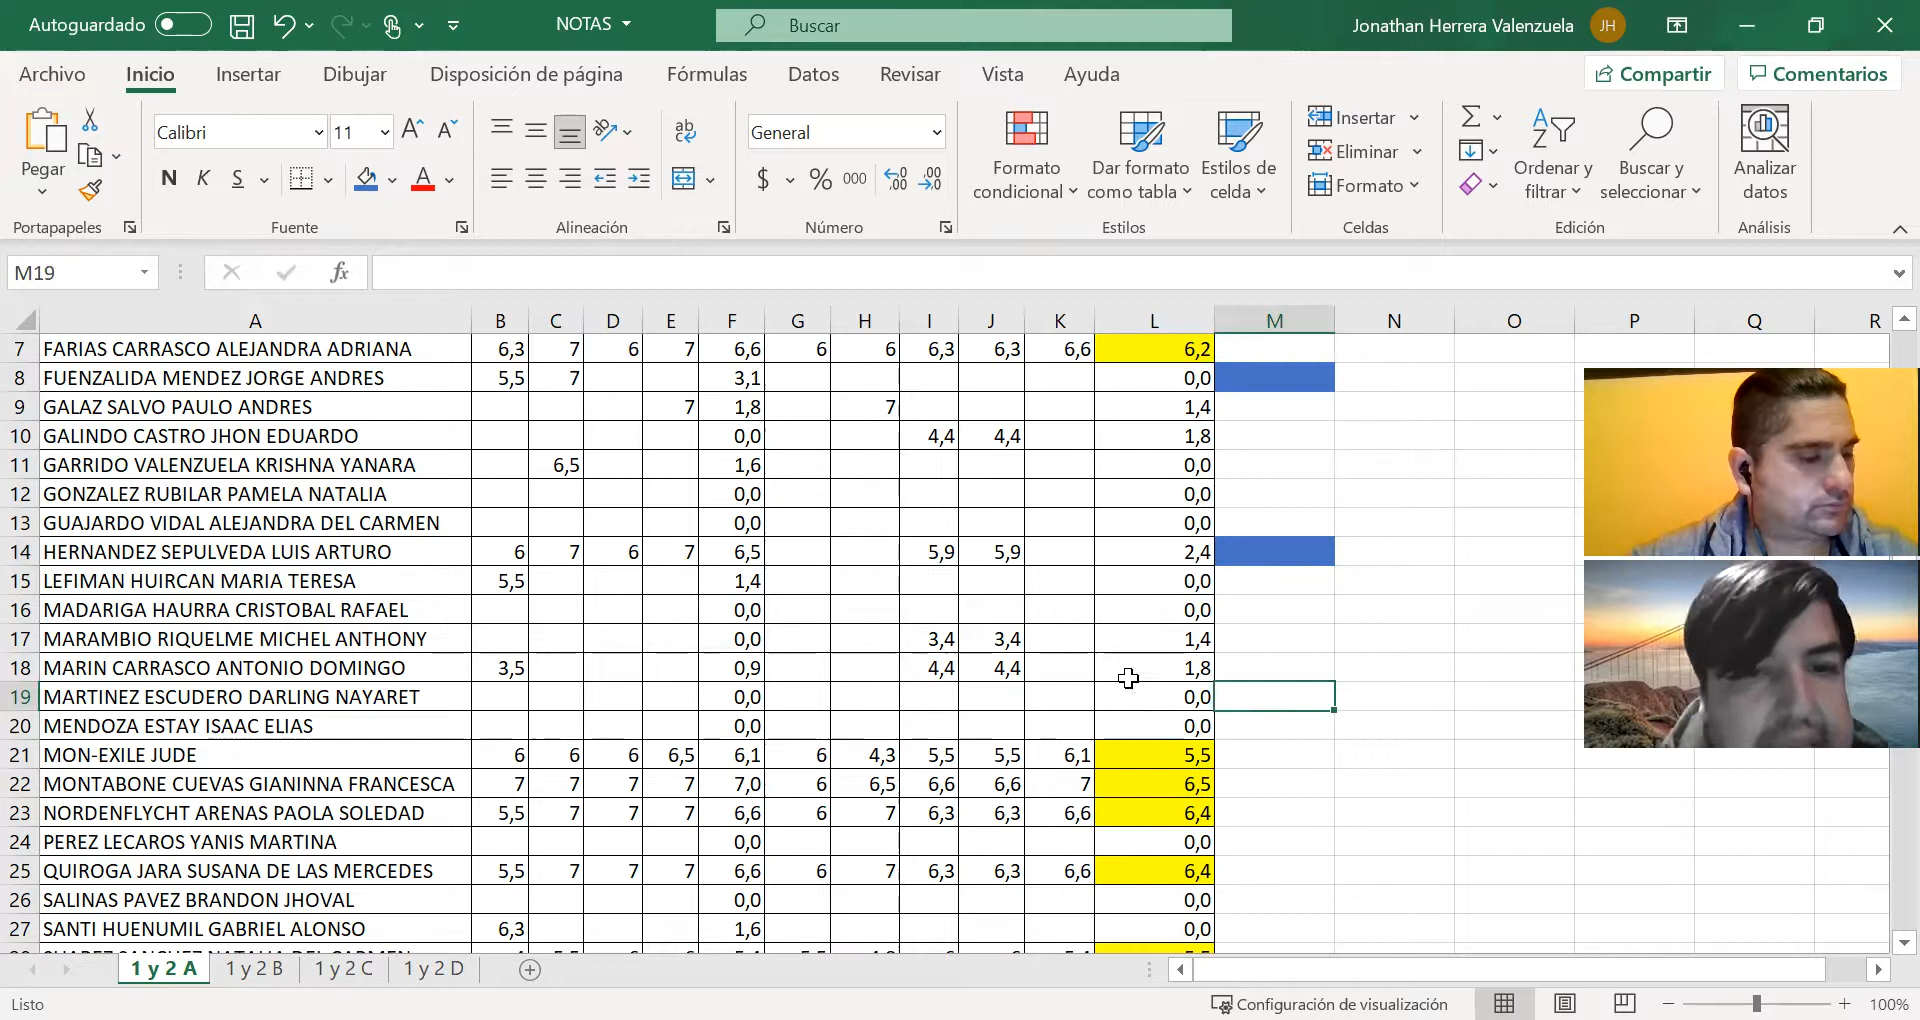 Autoguardado NOTAS Buscar Jonathan Herrera Valenzuela JH
Archivo Inicio Insertar Dibujar Disposición de página Fórmulas Datos Revisar Vista Ayuda Compartir Comentarios
Pegar
Calibri 11
N K S
General
$ % 000
Formato condicional
Dar formato como tabla
Estilos de celda
Insertar
Eliminar
Formato
Ordenar y filtrar
Buscar y seleccionar
Analizar datos
Portapapeles Fuente Alineación Número Estilos Celdas Edición Análisis
M19 fx
A B C D E F G H I J K L M N O P Q R
7 FARIAS CARRASCO ALEJANDRA ADRIANA 6,3 7 6 7 6,6 6 6 6,3 6,3 6,6 6,2
8 FUENZALIDA MENDEZ JORGE ANDRES 5,5 7 3,1 0,0
9 GALAZ SALVO PAULO ANDRES 7 1,8 7 1,4
10 GALINDO CASTRO JHON EDUARDO 0,0 4,4 4,4 1,8
11 GARRIDO VALENZUELA KRISHNA YANARA 6,5 1,6 0,0
12 GONZALEZ RUBILAR PAMELA NATALIA 0,0 0,0
13 GUAJARDO VIDAL ALEJANDRA DEL CARMEN 0,0 0,0
14 HERNANDEZ SEPULVEDA LUIS ARTURO 6 7 6 7 6,5 5,9 5,9 2,4
15 LEFIMAN HUIRCAN MARIA TERESA 5,5 1,4 0,0
16 MADARIGA HAURRA CRISTOBAL RAFAEL 0,0 0,0
17 MARAMBIO RIQUELME MICHEL ANTHONY 0,0 3,4 3,4 1,4
18 MARIN CARRASCO ANTONIO DOMINGO 3,5 0,9 4,4 4,4 1,8
19 MARTINEZ ESCUDERO DARLING NAYARET 0,0 0,0
20 MENDOZA ESTAY ISAAC ELIAS 0,0 0,0
21 MON-EXILE JUDE 6 6 6 6,5 6,1 6 4,3 5,5 5,5 6,1 5,5
22 MONTABONE CUEVAS GIANINNA FRANCESCA 7 7 7 7 7,0 6 6,5 6,6 6,6 7 6,5
23 NORDENFLYCHT ARENAS PAOLA SOLEDAD 5,5 7 7 7 6,6 6 7 6,3 6,3 6,6 6,4
24 PEREZ LECAROS YANIS MARTINA 0,0 0,0
25 QUIROGA JARA SUSANA DE LAS MERCEDES 5,5 7 7 7 6,6 6 7 6,3 6,3 6,6 6,4
26 SALINAS PAVEZ BRANDON JHOVAL 0,0 0,0
27 SANTI HUENUMIL GABRIEL ALONSO 6,3 1,6 0,0
1 y 2 A 1 y 2 B 1 y 2 C 1 y 2 D
Listo Configuración de visualización 100%